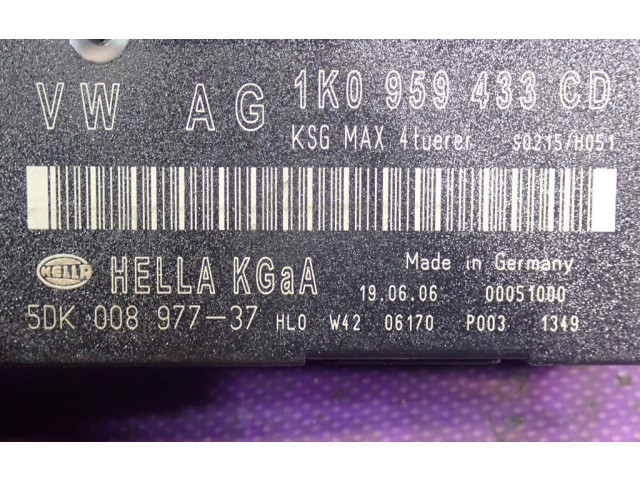 VW AG 1K0 959 433 CD
KSG MAX 4tuerer S0215/H051
HELLA HELLA KGaA Made in Germany
19.06.06 00051000
5DK 008 977-37 HLO W42 06170 P003 1349